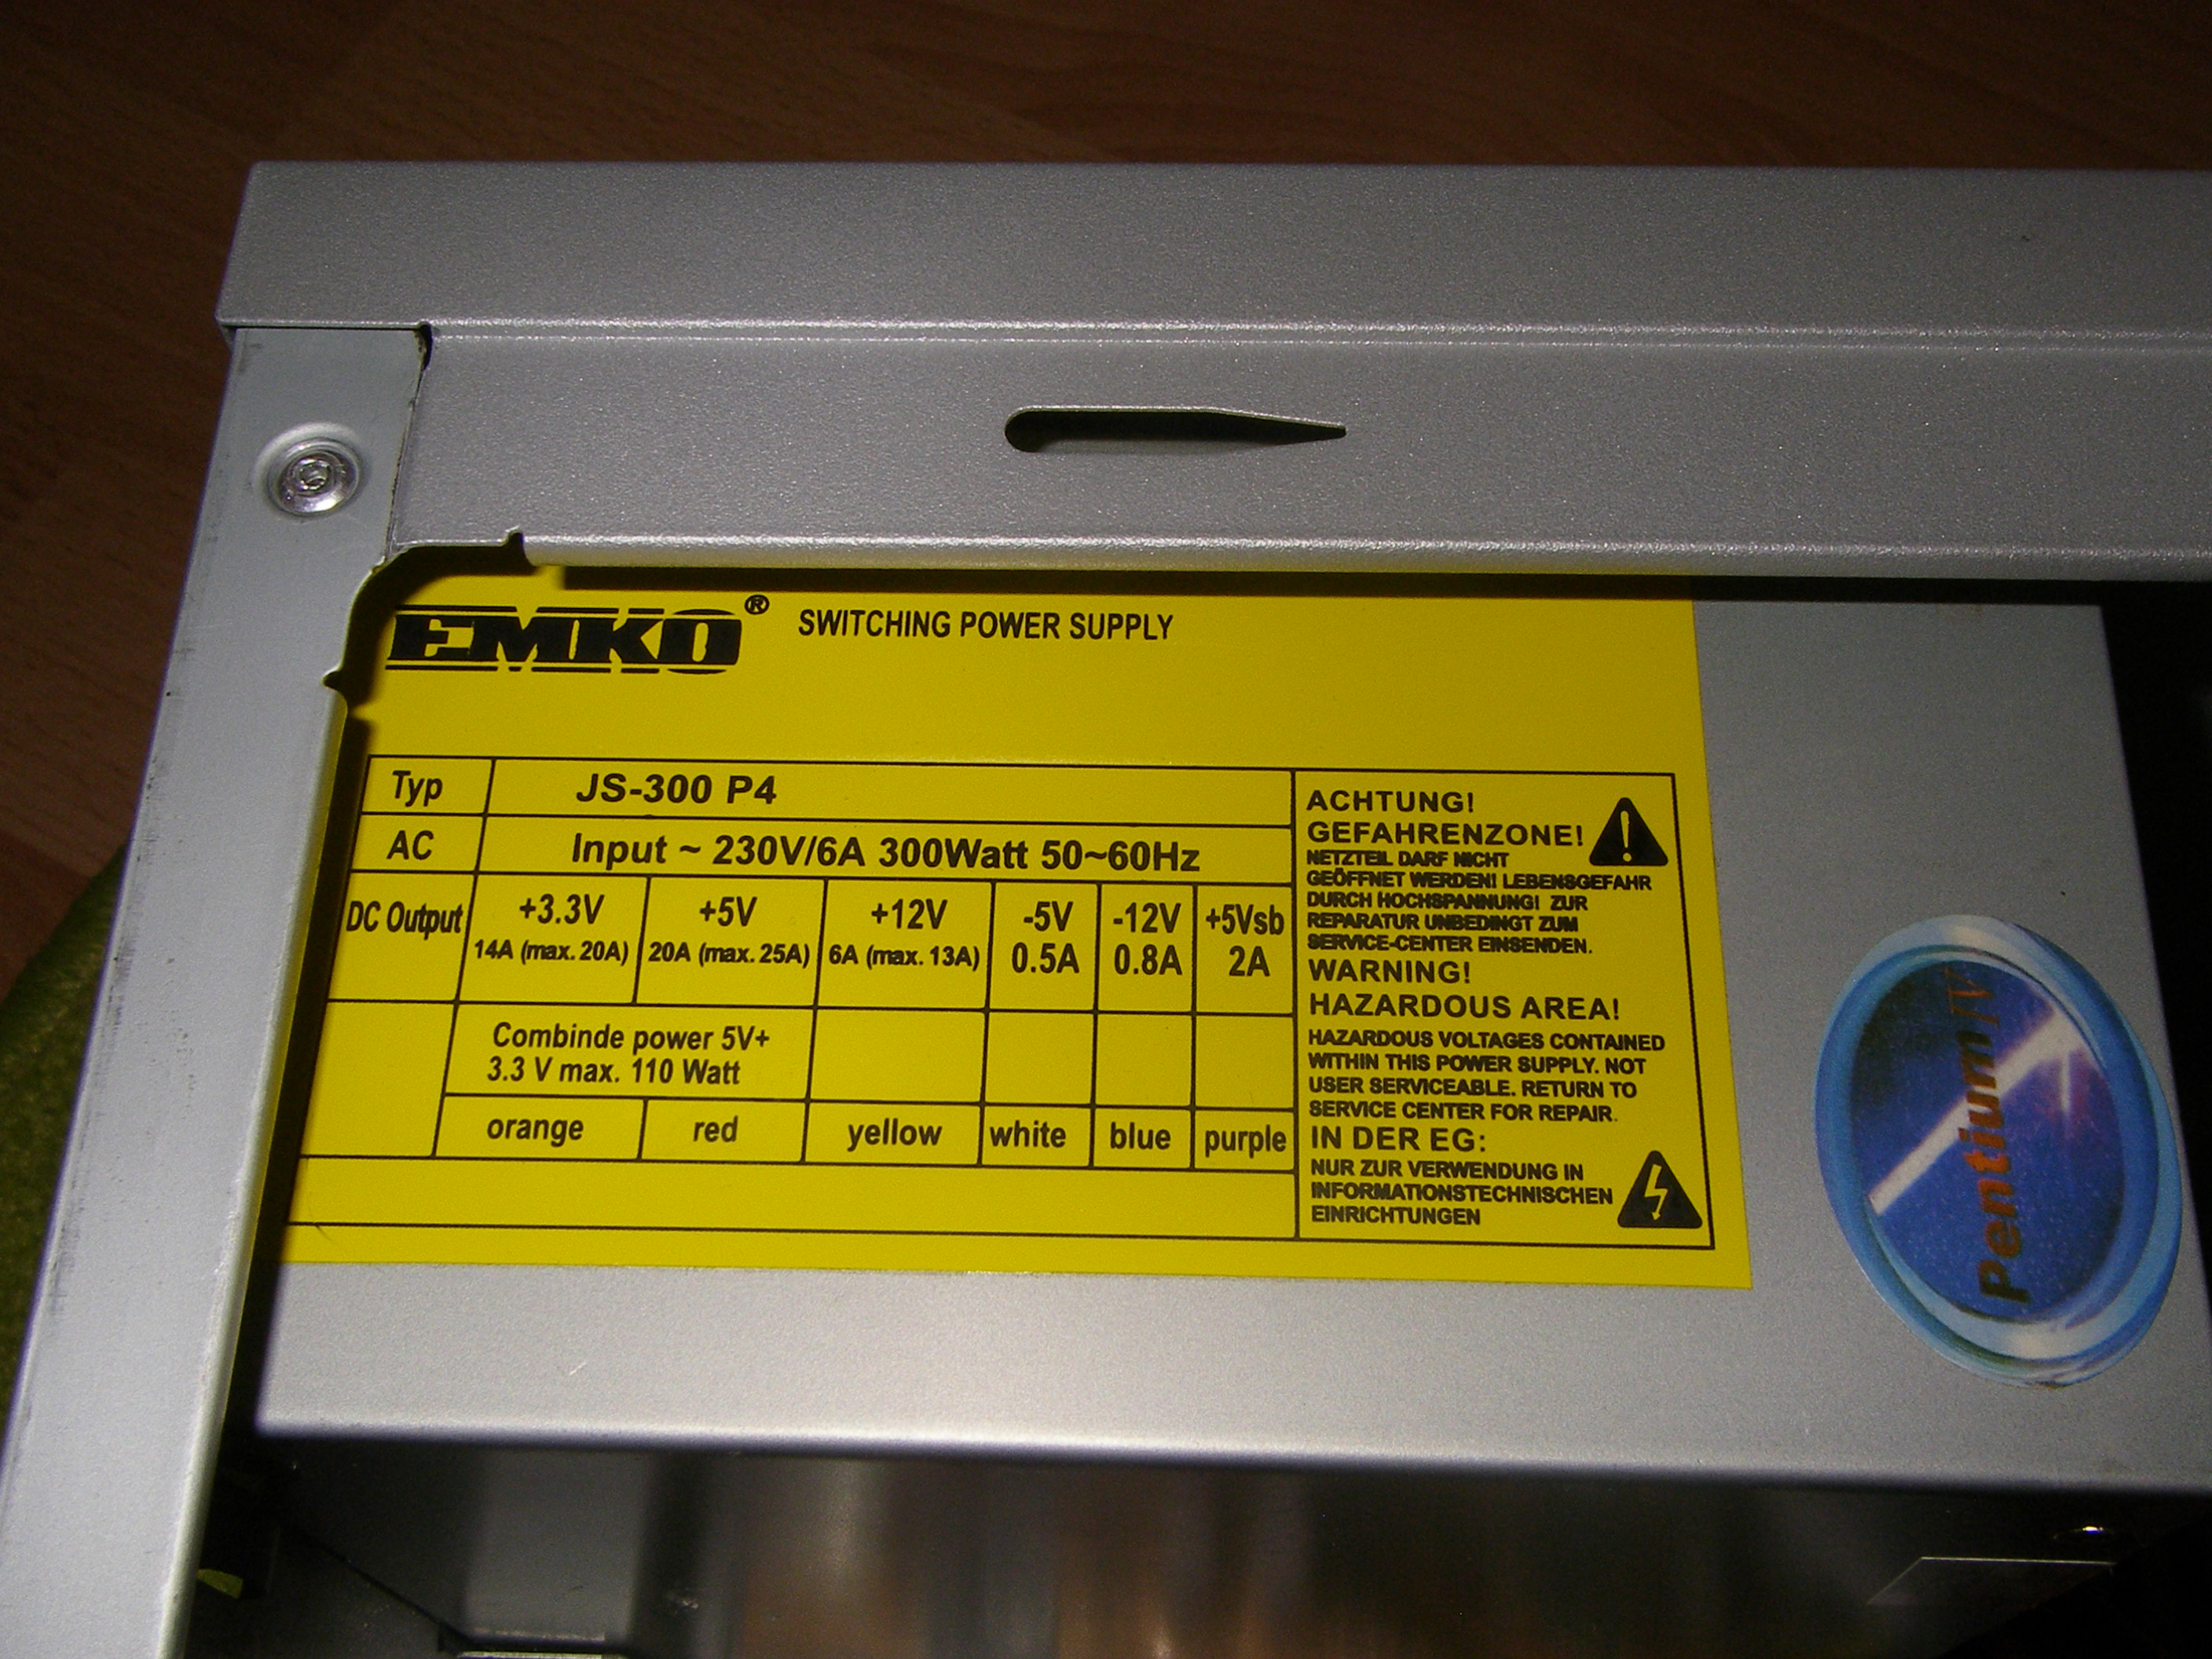 EMKO® SWITCHING POWER SUPPLY
Typ JS-300 P4
AC Input ~ 230V/6A 300Watt 50~60Hz
DC Output +3.3V +5V +12V -5V -12V +5Vsb
14A (max. 20A) 20A (max. 25A) 6A (max. 13A) 0.5A 0.8A 2A
Combinde power 5V+
3.3 V max. 110 Watt
orange red yellow white blue purple
ACHTUNG!
GEFAHRENZONE!
NETZTEIL DARF NICHT
GEÖFFNET WERDEN! LEBENSGEFAHR
DURCH HOCHSPANNUNG! ZUR
REPARATUR UNBEDINGT ZUM
SERVICE-CENTER EINSENDEN.
WARNING!
HAZARDOUS AREA!
HAZARDOUS VOLTAGES CONTAINED
WITHIN THIS POWER SUPPLY. NOT
USER SERVICEABLE. RETURN TO
SERVICE CENTER FOR REPAIR.
IN DER EG:
NUR ZUR VERWENDUNG IN
INFORMATIONSTECHNISCHEN
EINRICHTUNGEN
Pentium IV